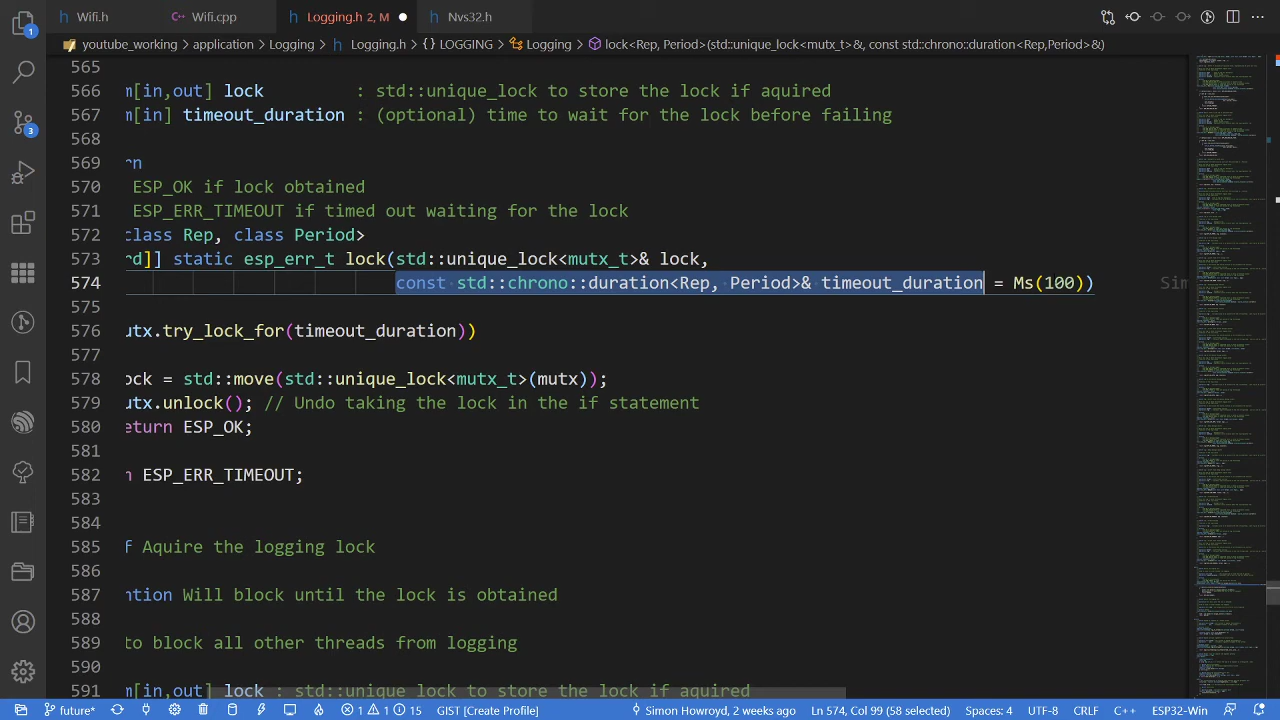 Wifi.h
Wifi.cpp
Logging.h 2, M
Nvs32.h
youtube_working > application > Logging > Logging.h > {} LOGGING > Logging > lock<Rep, Period>(std::unique_lock<mutx_t>&, const std::chrono::duration<Rep,Period>&)
565
566 m[in,out] lock : std::unique_lock to store the lock if aquired
567 m[in] timeout_duration : (optional) time to wait for the lock before failing
568
569 rn
570 ESP_OK if lock obtained
571 ESP_ERR_TIMEOUT if timed out waiting for the lock
572 class Rep, class Period>
573 rd]] static esp_err_t lock(std::unique_lock<mutx_t>& lock,
574 const std::chrono::duration<Rep, Period>& timeout_duration = Ms(100)) Sim
576 utx.try_lock_for(timeout_duration))
577
578 ock = std::move(std::unique_lock<mutx_t>(mutx));
579 utx.unlock(); // Undo taking the lock in the if statement
580 eturn ESP_OK;
581
582 n ESP_ERR_TIMEOUT;
583
584
585 f Aquire the logging lock
586
587 ntion Will block until the lock is obtained
588
589 to block all other threads from logging
590
591 m[in,out] lock : std::unique_lock to store the lock if aquired
1
3
future*
1
15
GIST [Create File]
Simon Howroyd, 2 weeks ago
Ln 574, Col 99 (58 selected)
Spaces: 4
UTF-8
CRLF
C++
ESP32-Win